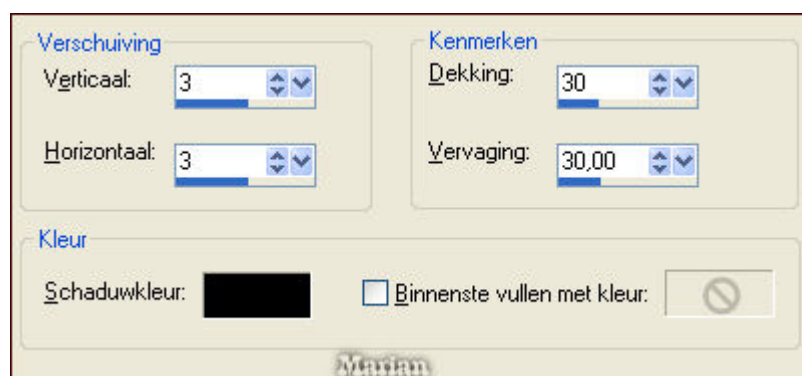 Verschuiving
Verticaal: 3
Horizontaal: 3
Kenmerken
Dekking: 30
Vervaging: 30,00
Kleur
Schaduwkleur:
Binnenste vullen met kleur:
Marian